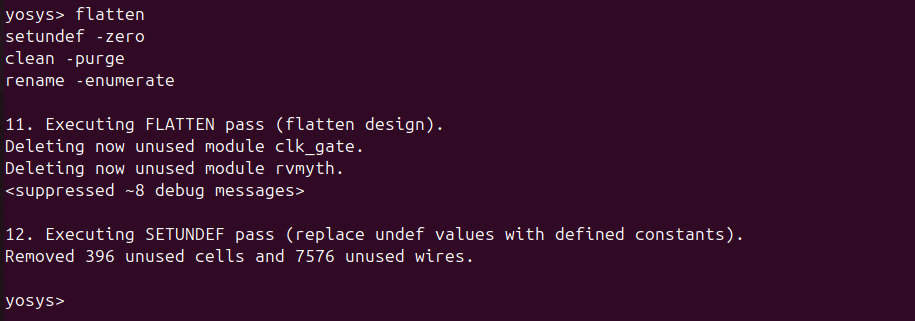 yosys> flatten
setundef -zero
clean -purge
rename -enumerate
11. Executing FLATTEN pass (flatten design).
Deleting now unused module clk_gate.
Deleting now unused module rvmyth.
<suppressed ~8 debug messages>
12. Executing SETUNDEF pass (replace undef values with defined constants).
Removed 396 unused cells and 7576 unused wires.
yosys>